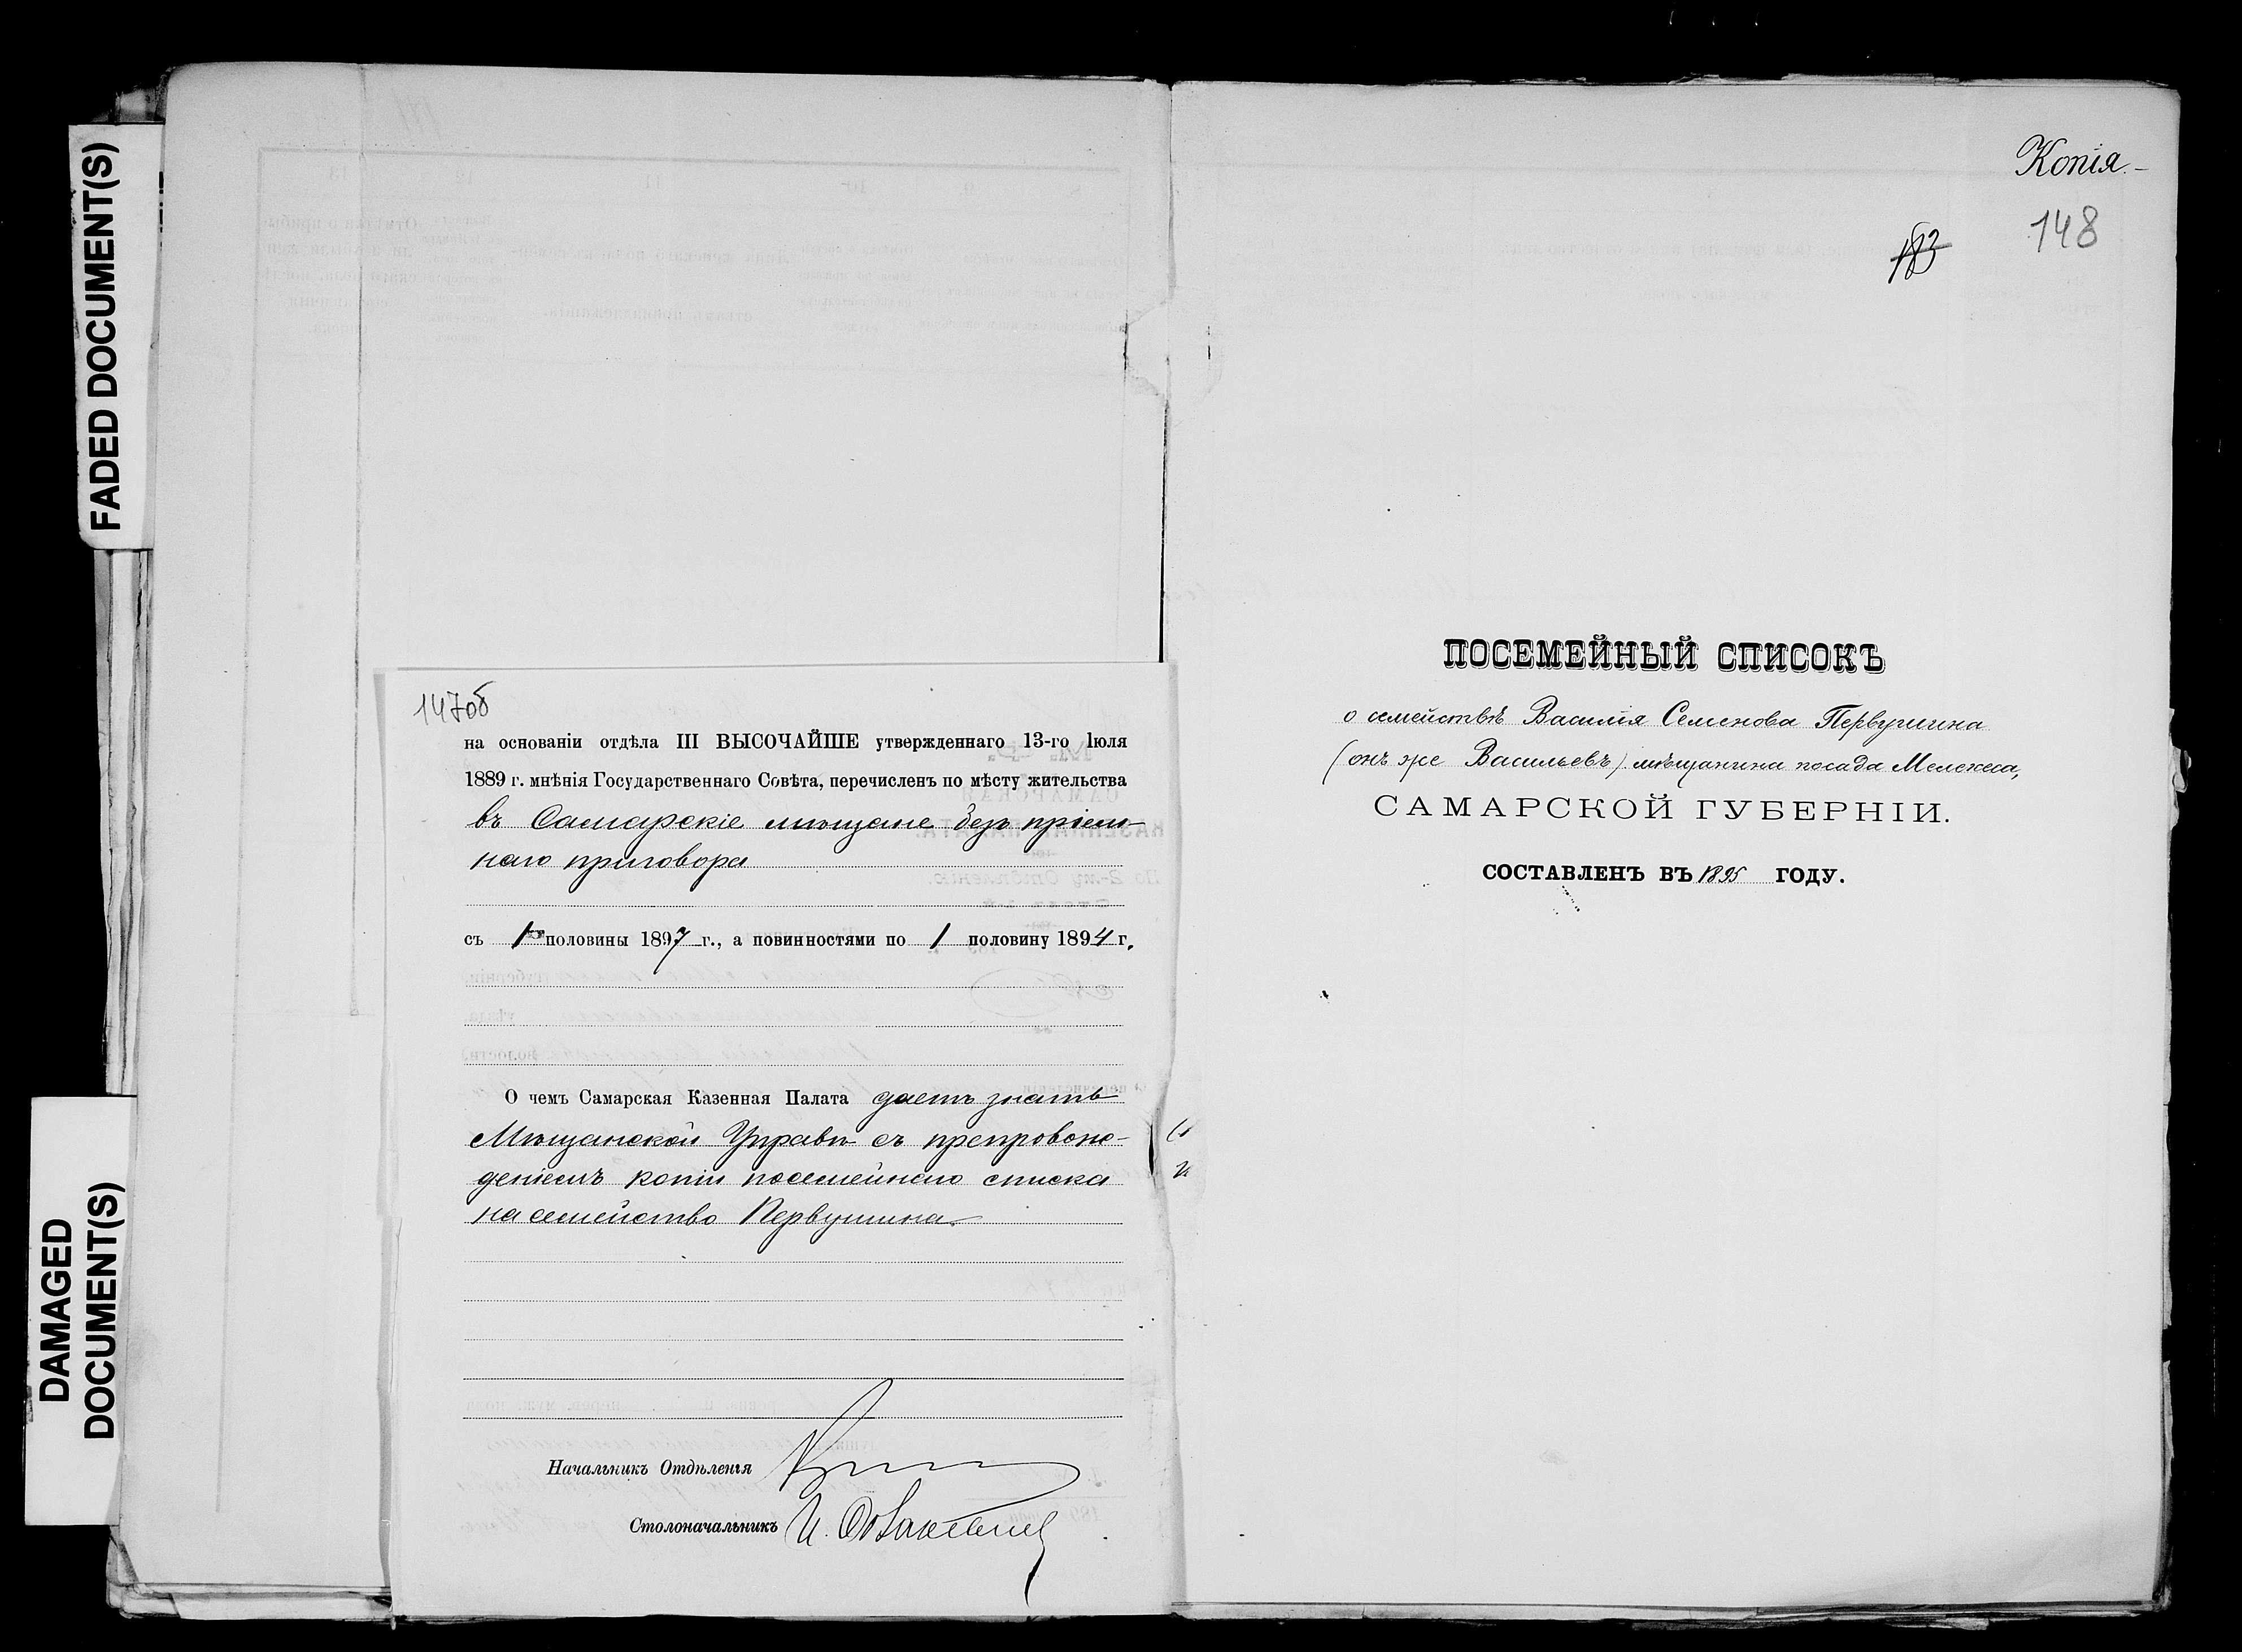 FADED DOCUMENT(S)
DAMAGED
DOCUMENT(S)
147об
на основаніи отдѣла III ВЫСОЧАЙШЕ утвержденнаго 13-го Іюля
1889 г. мнѣнія Государственнаго Совѣта, перечисленъ по мѣсту жительства
въ Самарскіе мѣщане безъ пріем-
наго приговора
съ 1ой половины 1897 г., а повинностями по 1 половину 1894 г.
О чемъ Самарская Казенная Палата даетъ знать
Мѣщанской Управѣ съ препровож-
деніемъ копіи посемейнаго списка
на семейство Первушина
Начальникъ Отдѣленія
Столоначальникъ И.
Копія.-
148
183
ПОСЕМЕЙНЫЙ СПИСОКЪ
о семействѣ Василія Семенова Первушина
(онъ же Васильевъ) мѣщанина посада Мелекеса,
САМАРСКОЙ ГУБЕРНІИ.
СОСТАВЛЕНЪ ВЪ 1895 ГОДУ.